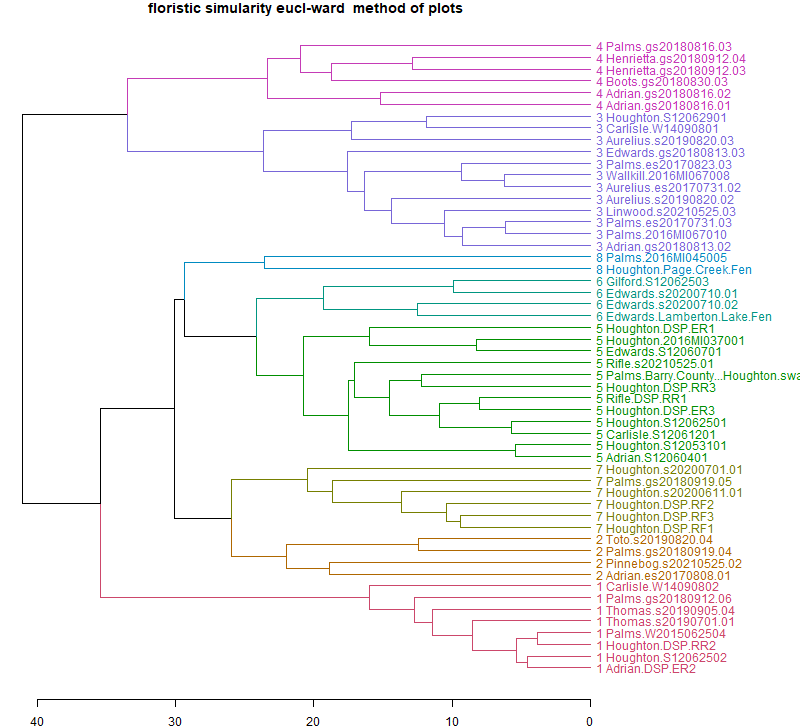 floristic simularity eucl-ward  method of plots
4 Palms.gs20180816.03
4 Henrietta.gs20180912.04
4 Henrietta.gs20180912.03
4 Boots.gs20180830.03
4 Adrian.gs20180816.02
4 Adrian.gs20180816.01
3 Houghton.S12062901
3 Carlisle.W14090801
3 Aurelius.s20190820.03
3 Edwards.gs20180813.03
3 Palms.es20170823.03
3 Wallkill.2016MI067008
3 Aurelius.es20170731.02
3 Aurelius.s20190820.02
3 Linwood.s20210525.03
3 Palms.es20170731.03
3 Palms.2016MI067010
3 Adrian.gs20180813.02
8 Palms.2016MI045005
8 Houghton.Page.Creek.Fen
6 Gilford.S12062503
6 Edwards.s20200710.01
6 Edwards.s20200710.02
6 Edwards.Lamberton.Lake.Fen
5 Houghton.DSP.ER1
5 Houghton.2016MI037001
5 Edwards.S12060701
5 Rifle.s20210525.01
5 Palms.Barry.County...Houghton.swa
5 Houghton.DSP.RR3
5 Rifle.DSP.RR1
5 Houghton.DSP.ER3
5 Houghton.S12062501
5 Carlisle.S12061201
5 Houghton.S12053101
5 Adrian.S12060401
7 Houghton.s20200701.01
7 Palms.gs20180919.05
7 Houghton.s20200611.01
7 Houghton.DSP.RF2
7 Houghton.DSP.RF3
7 Houghton.DSP.RF1
2 Toto.s20190820.04
2 Palms.gs20180919.04
2 Pinnebog.s20210525.02
2 Adrian.es20170808.01
1 Carlisle.W14090802
1 Palms.gs20180912.06
1 Thomas.s20190905.04
1 Thomas.s20190701.01
1 Palms.W2015062504
1 Houghton.DSP.RR2
1 Houghton.S12062502
1 Adrian.DSP.ER2
40 30 20 10 0